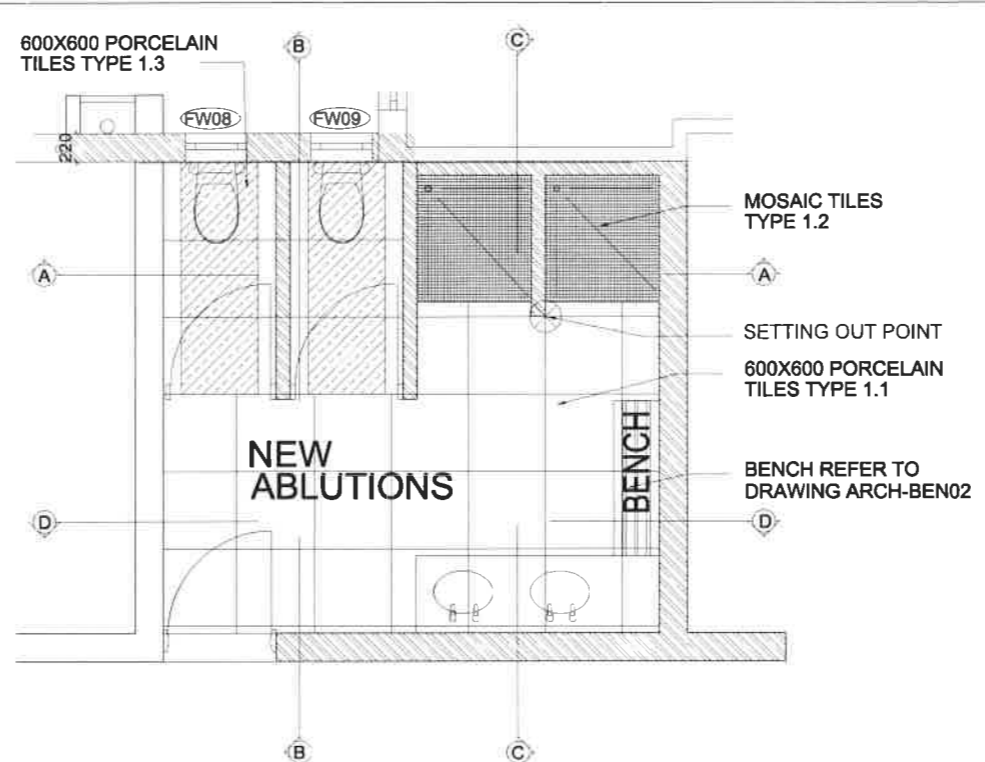 600X600 PORCELAIN
TILES TYPE 1.3
B
C
FW08
FW09
220
MOSAIC TILES
TYPE 1.2
A
A
SETTING OUT POINT
600X600 PORCELAIN
TILES TYPE 1.1
NEW
ABLUTIONS
BENCH
BENCH REFER TO
DRAWING ARCH-BEN02
D
D
B
C